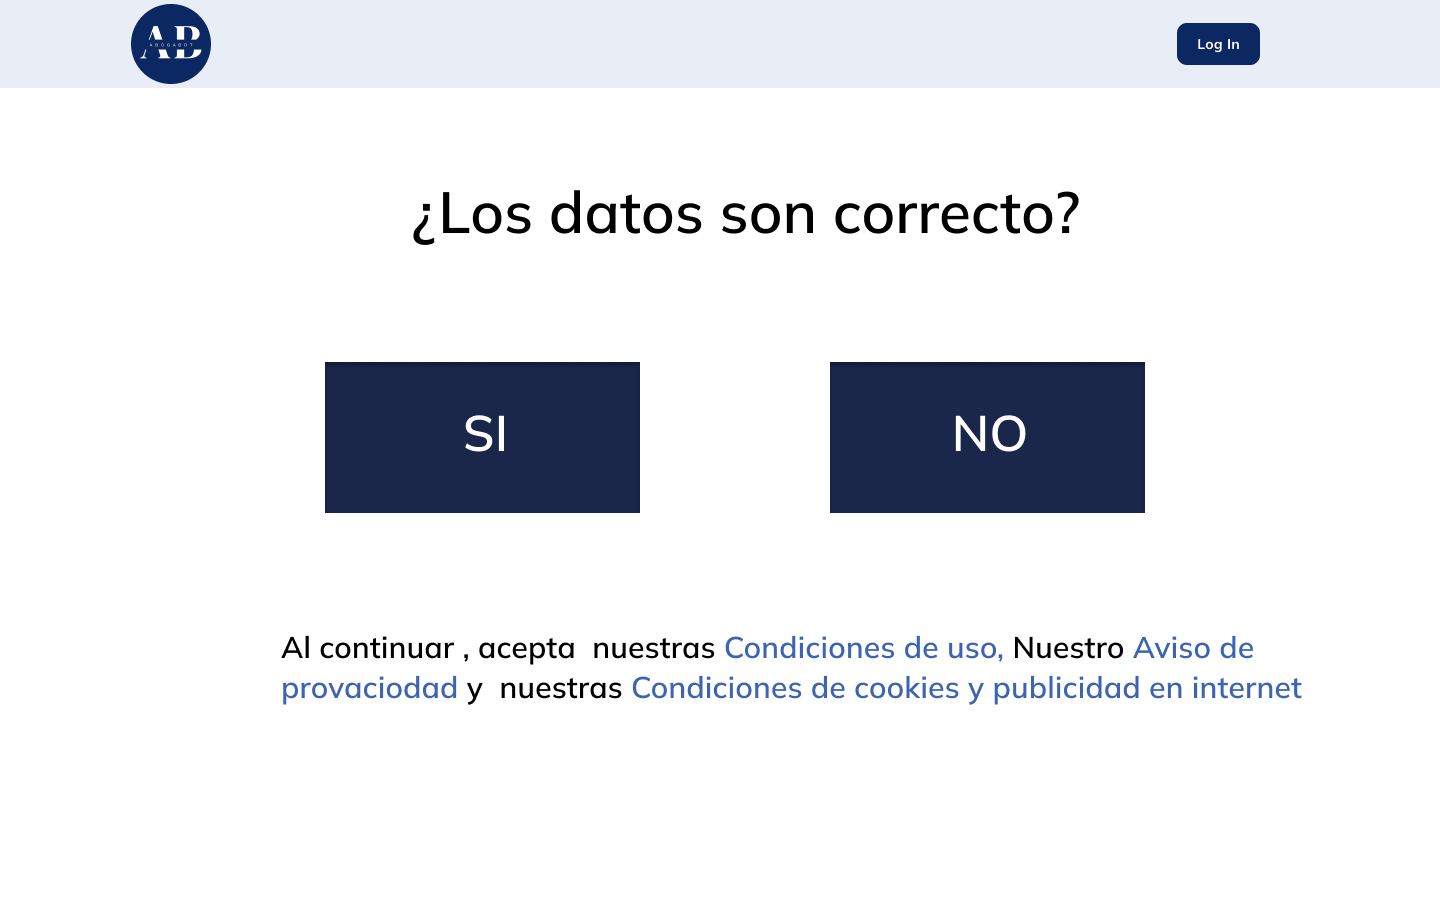 AB
ABOGABOT
Log In
¿Los datos son correcto?
SI
NO
Al continuar , acepta  nuestras Condiciones de uso, Nuestro Aviso de
provaciodad y  nuestras Condiciones de cookies y publicidad en internet